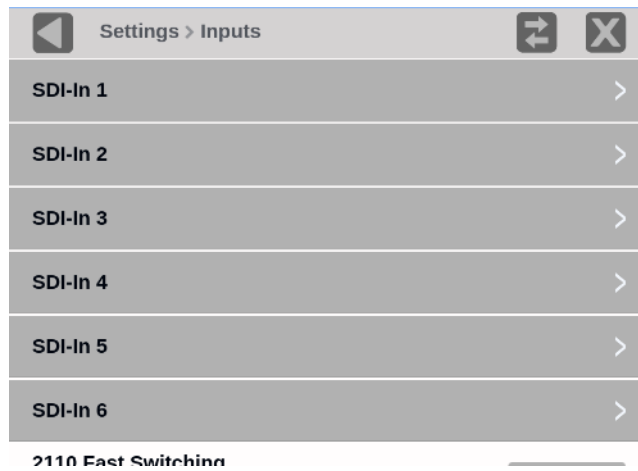 Settings > Inputs
SDI-In 1
SDI-In 2
SDI-In 3
SDI-In 4
SDI-In 5
SDI-In 6
2110 Fast Switching